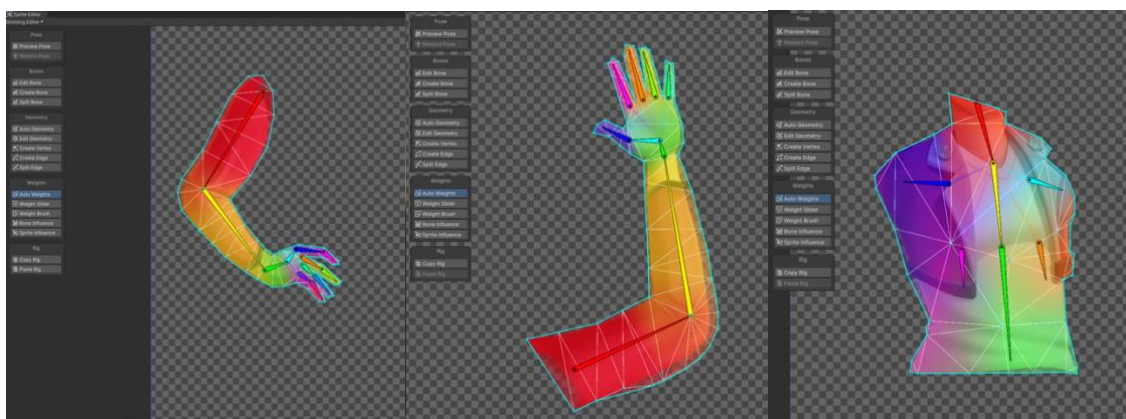 Sprite Editor
Skinning Editor
Pose
Preview Pose
Restore Pose
Bones
Edit Bone
Create Bone
Split Bone
Geometry
Auto Geometry
Edit Geometry
Create Vertex
Create Edge
Split Edge
Weights
Auto Weights
Weight Slider
Weight Brush
Bone Influence
Sprite Influence
Rig
Copy Rig
Paste Rig
Pose
Preview Pose
Restore Pose
Bones
Edit Bone
Create Bone
Split Bone
Geometry
Auto Geometry
Edit Geometry
Create Vertex
Create Edge
Split Edge
Weights
Auto Weights
Weight Slider
Weight Brush
Bone Influence
Sprite Influence
Rig
Copy Rig
Paste Rig
Pose
Preview Pose
Restore Pose
Bones
Edit Bone
Create Bone
Split Bone
Geometry
Auto Geometry
Edit Geometry
Create Vertex
Create Edge
Split Edge
Weights
Auto Weights
Weight Slider
Weight Brush
Bone Influence
Sprite Influence
Rig
Copy Rig
Paste Rig